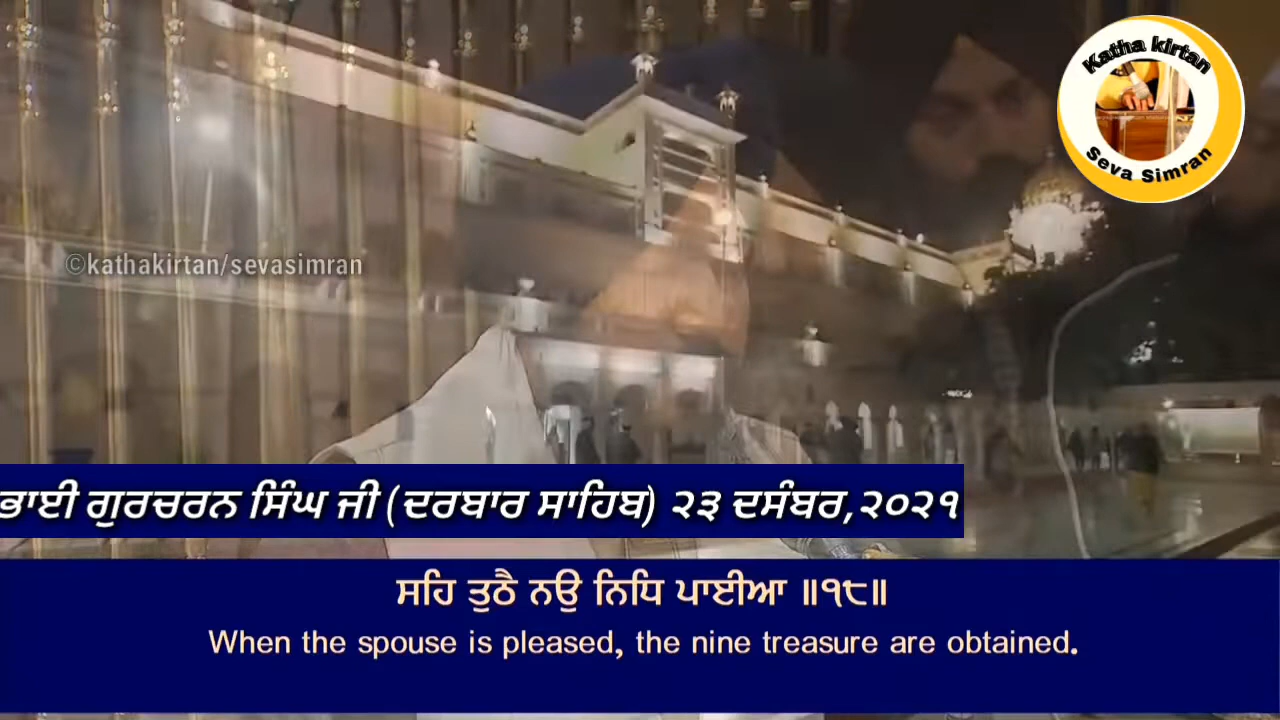 Katha kirtan
Seva Simran
©kathakirtan/sevasimran
ਭਾਈ ਗੁਰਚਰਨ ਸਿੰਘ ਜੀ (ਦਰਬਾਰ ਸਾਹਿਬ) ੨੩ ਦਸੰਬਰ,੨੦੨੧
ਸਹਿ ਤੁਠੈ ਨਉ ਨਿਧਿ ਪਾਈਆ ॥੧੮॥
When the spouse is pleased, the nine treasure are obtained.